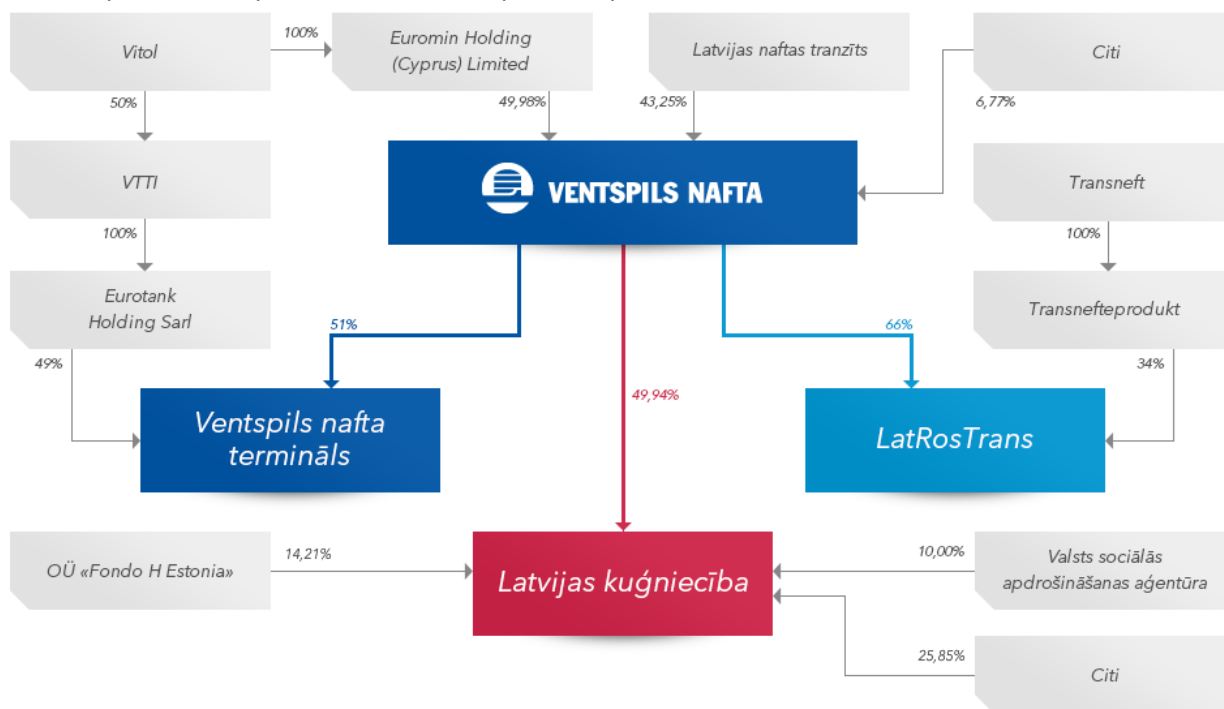 Vitol
100%
Euromin Holding
(Cyprus) Limited
Latvijas naftas tranzīts
Citi
50%
49,98%
43,25%
6,77%
VTTI
VENTSPILS NAFTA
Transneft
100%
100%
Eurotank
Holding Sarl
Transnefteprodukt
51%
66%
49%
34%
49,94%
Ventspils nafta
termināls
LatRosTrans
OÜ «Fondo H Estonia»
14,21%
Latvijas kuģniecība
10,00%
Valsts sociālās
apdrošināšanas aģentūra
25,85%
Citi